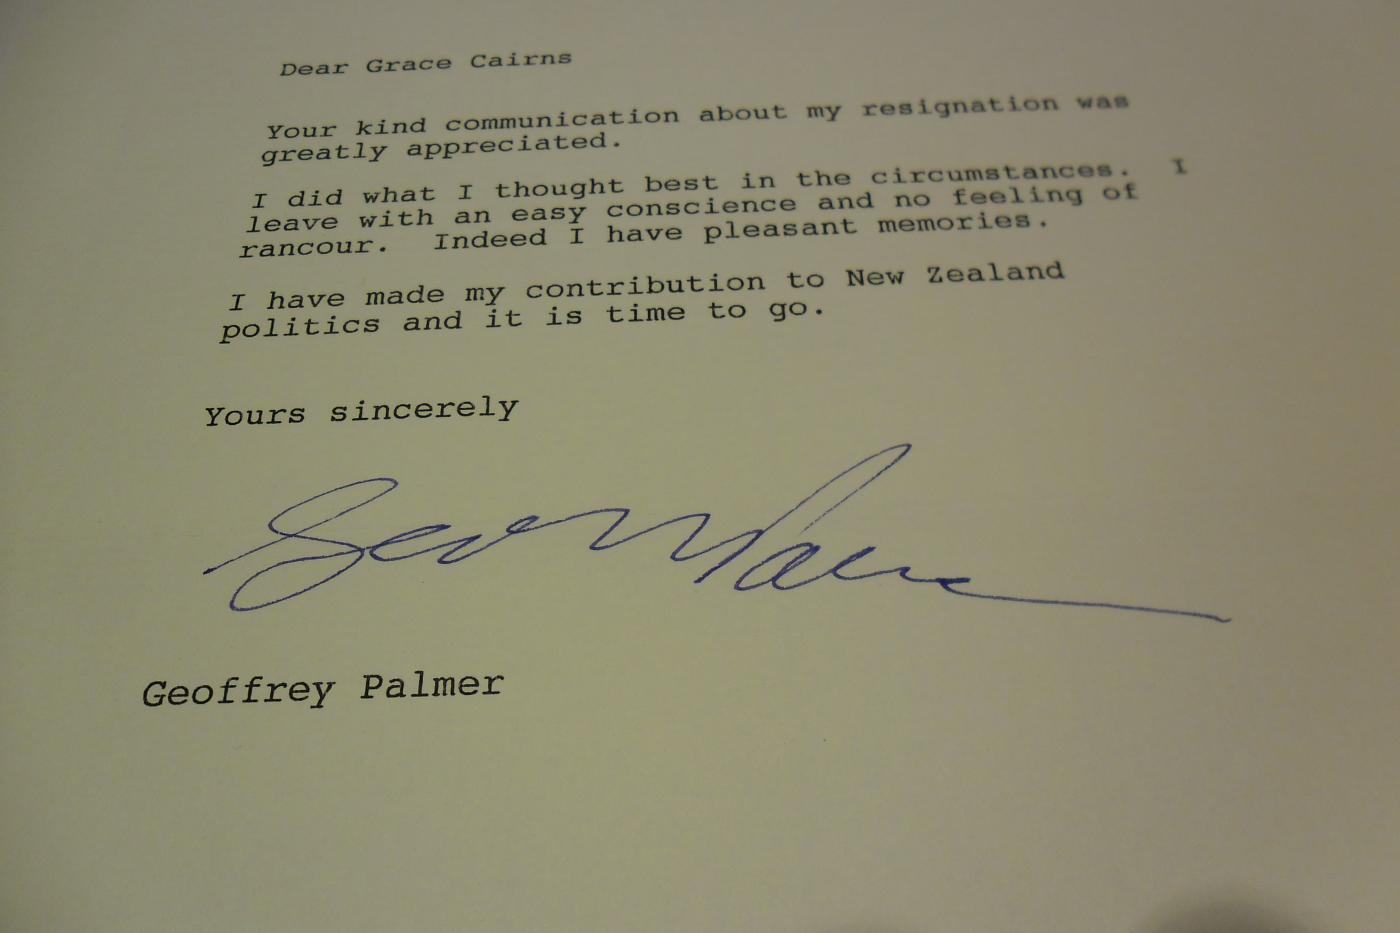 Dear Grace Cairns
Your kind communication about my resignation was
greatly appreciated.
I did what I thought best in the circumstances. I
leave with an easy conscience and no feeling of
rancour. Indeed I have pleasant memories.
I have made my contribution to New Zealand
politics and it is time to go.
Yours sincerely
Geoffrey Palmer